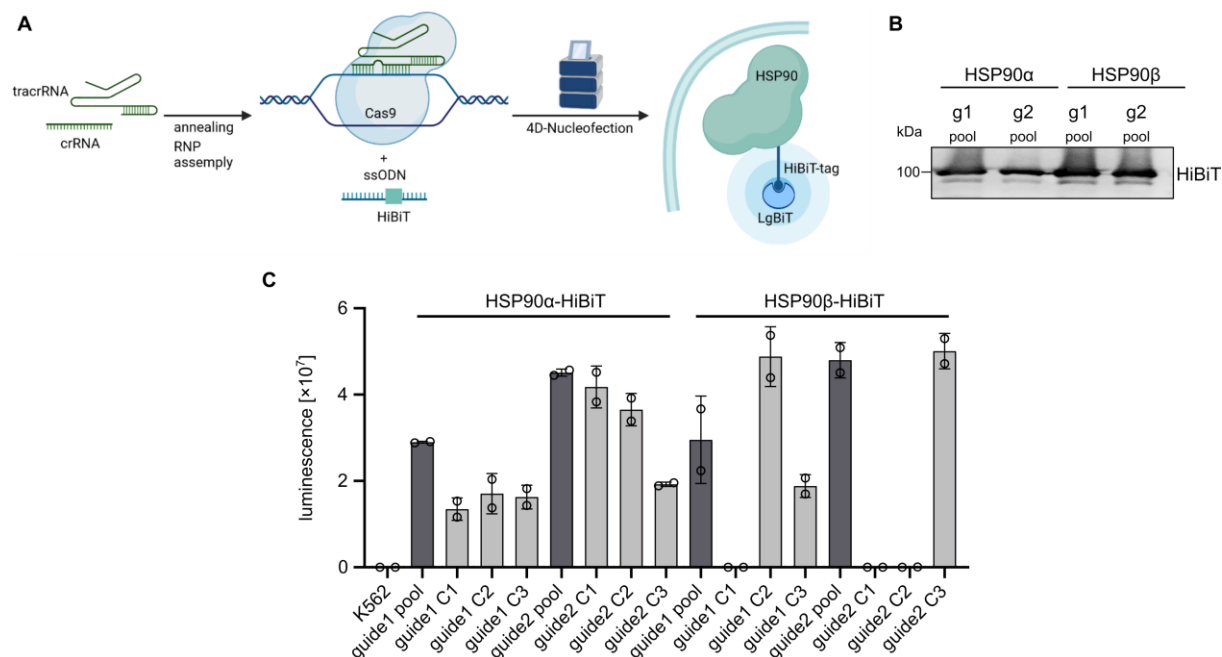 A
tracrRNA
crRNA
annealing
RNP
assemply
Cas9
+
ssODN
HiBiT
4D-Nucleofection
HSP90
HiBiT-tag
LgBiT
B
HSP90α HSP90β
g1 g2 g1 g2
kDa pool pool pool pool
100 HiBiT
C
HSP90α-HiBiT HSP90β-HiBiT
luminescence [×10⁷]
6
4
2
0
K562
guide1 pool
guide1 C1
guide1 C2
guide1 C3
guide2 pool
guide2 C1
guide2 C2
guide2 C3
guide1 pool
guide1 C1
guide1 C2
guide1 C3
guide2 pool
guide2 C1
guide2 C2
guide2 C3